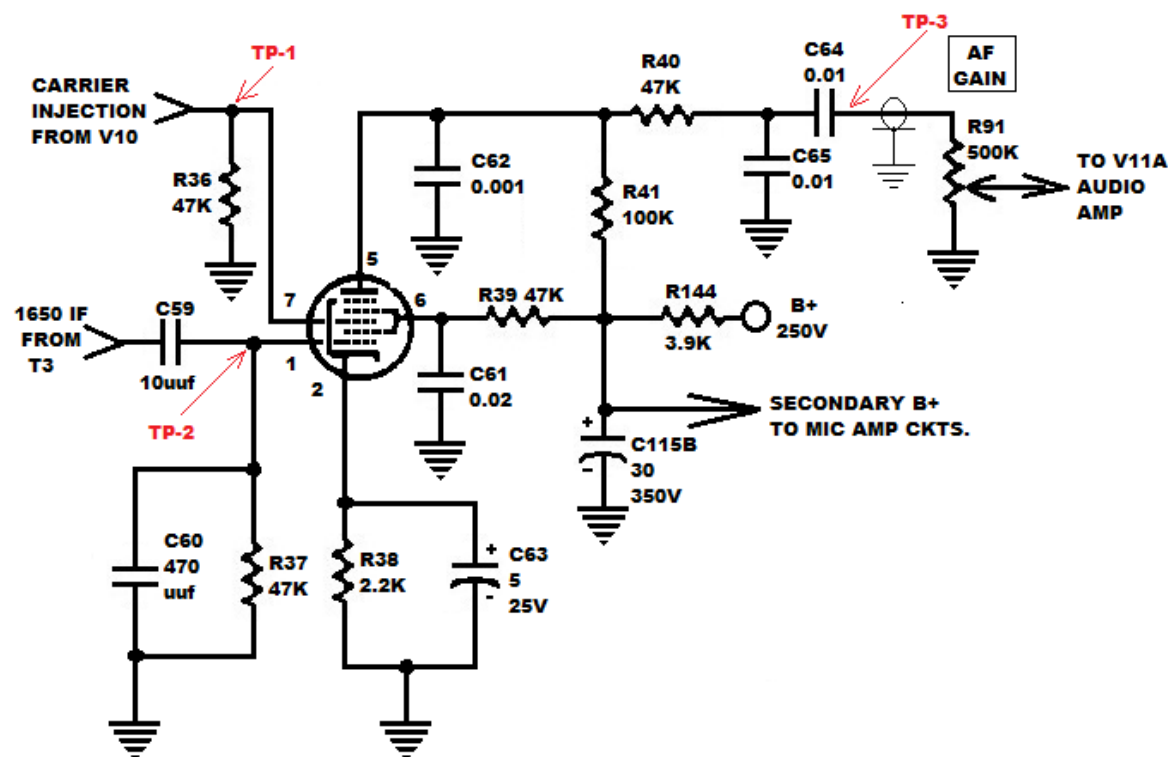 TP-1
CARRIER
INJECTION
FROM V10
R36
47K
R40
47K
C64
0.01
TP-3
AF
GAIN
C62
0.001
C65
0.01
R91
500K
TO V11A
AUDIO
AMP
R41
100K
5
7
6
1
2
1650 IF
FROM
T3
C59
10uuf
TP-2
R39 47K
R144
3.9K
B+
250V
C61
0.02
SECONDARY B+
TO MIC AMP CKTS.
+
C115B
-
30
350V
C60
470
uuf
R37
47K
R38
2.2K
+
C63
5
-
25V